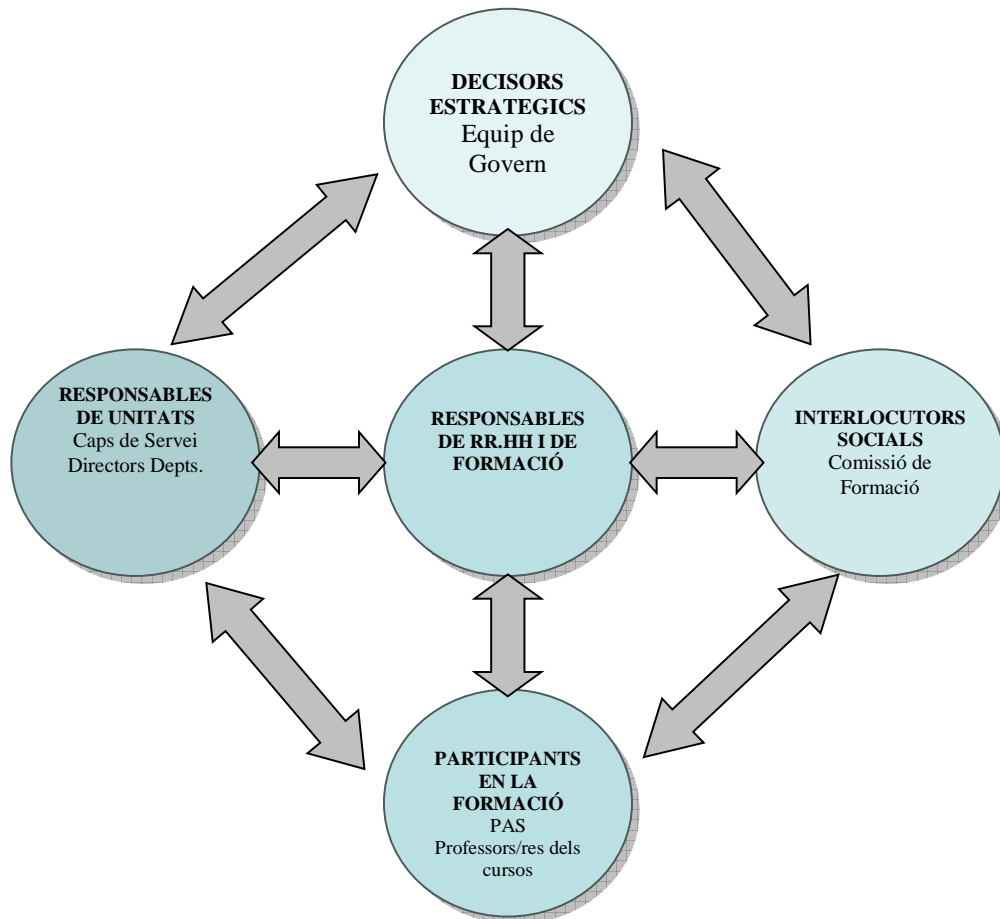 DECISORS
ESTRATEGICS
Equip de
Govern
RESPONSABLES
DE UNITATS
Caps de Servei
Directors Depts.
RESPONSABLES
DE RR.HH I DE
FORMACIÓ
INTERLOCUTORS
SOCIALS
Comissió de
Formació
PARTICIPANTS
EN LA
FORMACIÓ
PAS
Professors/res dels
cursos